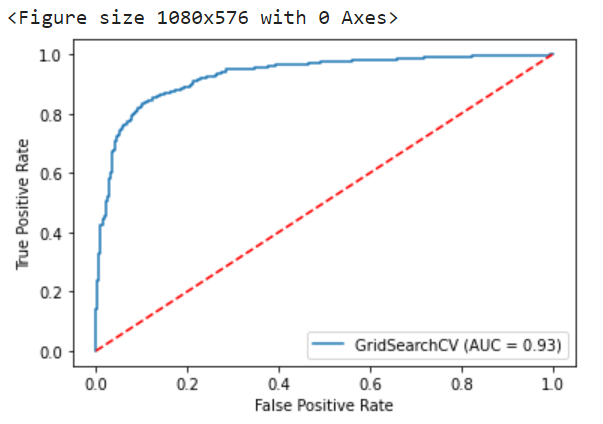 <Figure size 1080x576 with 0 Axes>
1.0
0.8
0.6
0.4
0.2
0.0
True Positive Rate
GridSearchCV (AUC = 0.93)
0.0 0.2 0.4 0.6 0.8 1.0
False Positive Rate